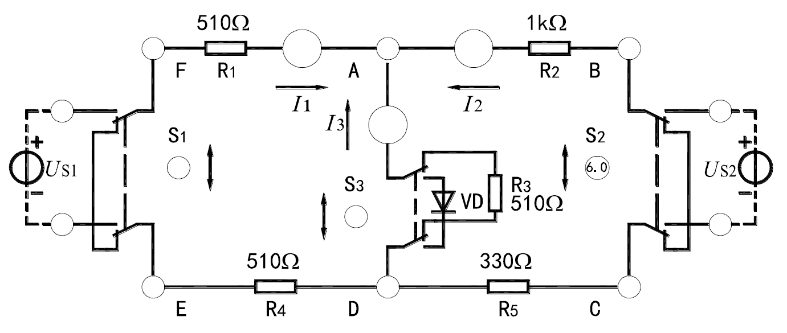 510Ω 1kΩ
F R1 A R2 B
I1 I2
I3
S1 S2
+ +
US1 6.0 US2
S3 R3
− VD 510Ω −
510Ω 330Ω
E R4 D R5 C